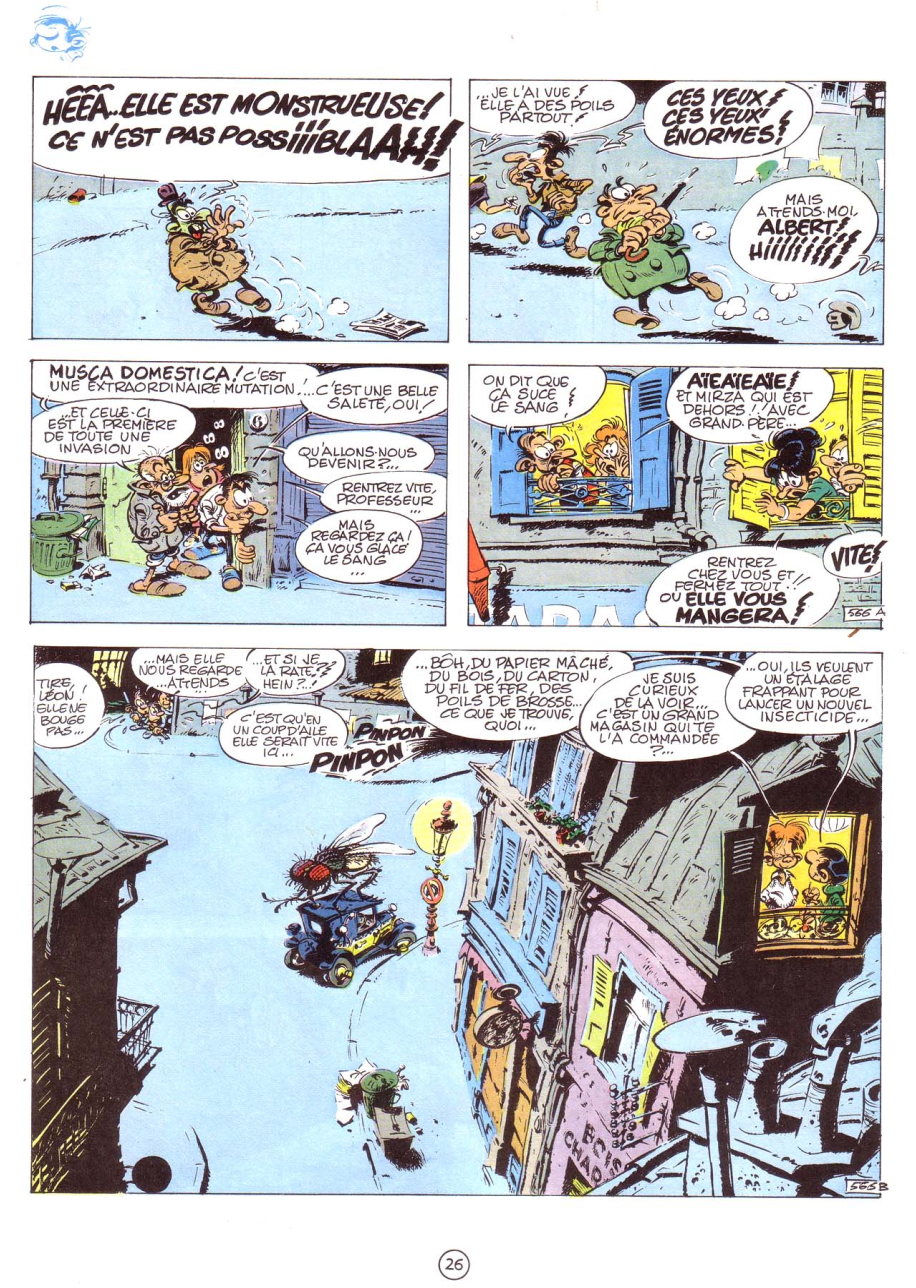 HÊÊÂ...ELLE EST MONSTRUEUSE!
CE N'EST PAS POSSIIIIBLAAAH!
...JE L'AI VUE!
ELLE A DES POILS
PARTOUT!
CES YEUX!
CES YEUX!
ÉNORMES!
MAIS
ATTENDS-MOI,
ALBERT!
HIIIIIIIII!
MUSCA DOMESTICA! C'EST
UNE EXTRAORDINAIRE MUTATION!...
...ET CELLE-CI
EST LA PREMIÈRE
DE TOUTE UNE
INVASION
C'EST UNE BELLE
SALETÉ, OUI!
QU'ALLONS-NOUS
DEVENIR?...
RENTREZ VITE,
PROFESSEUR
...
MAIS
REGARDEZ ÇA!
ÇA VOUS GLACE
LE SANG
...
6
ON DIT QUE
ÇA SUCE
LE SANG!
AÏEAÏEAÏE!
ET MIRZA QUI EST
DEHORS!! AVEC
GRAND-PÈRE...
RENTREZ
CHEZ VOUS ET
FERMEZ TOUT!!
OU ELLE VOUS
MANGERA!
VITE!
566 A
TIRE,
LÉON!
ELLE NE
BOUGE
PAS...
...MAIS ELLE
NOUS REGARDE
...ATTENDS
...
...ET SI JE
LA RATE?
HEIN?...
C'EST QU'EN
UN COUP D'AILE
ELLE SERAIT VITE
ICI...
PINPON
PINPON
...BÔH, DU PAPIER MÂCHÉ,
DU BOIS, DU CARTON,
DU FIL DE FER, DES
POILS DE BROSSE...
CE QUE JE TROUVE,
QUOI...
JE SUIS
CURIEUX
DE LA VOIR...
C'EST UN GRAND
MAGASIN QUI TE
L'A COMMANDÉE
?...
...OUI, ILS VEULENT
UN ÉTALAGE
FRAPPANT POUR
LANCER UN NOUVEL
INSECTICIDE...
BOIS
CHAR
565 B
26